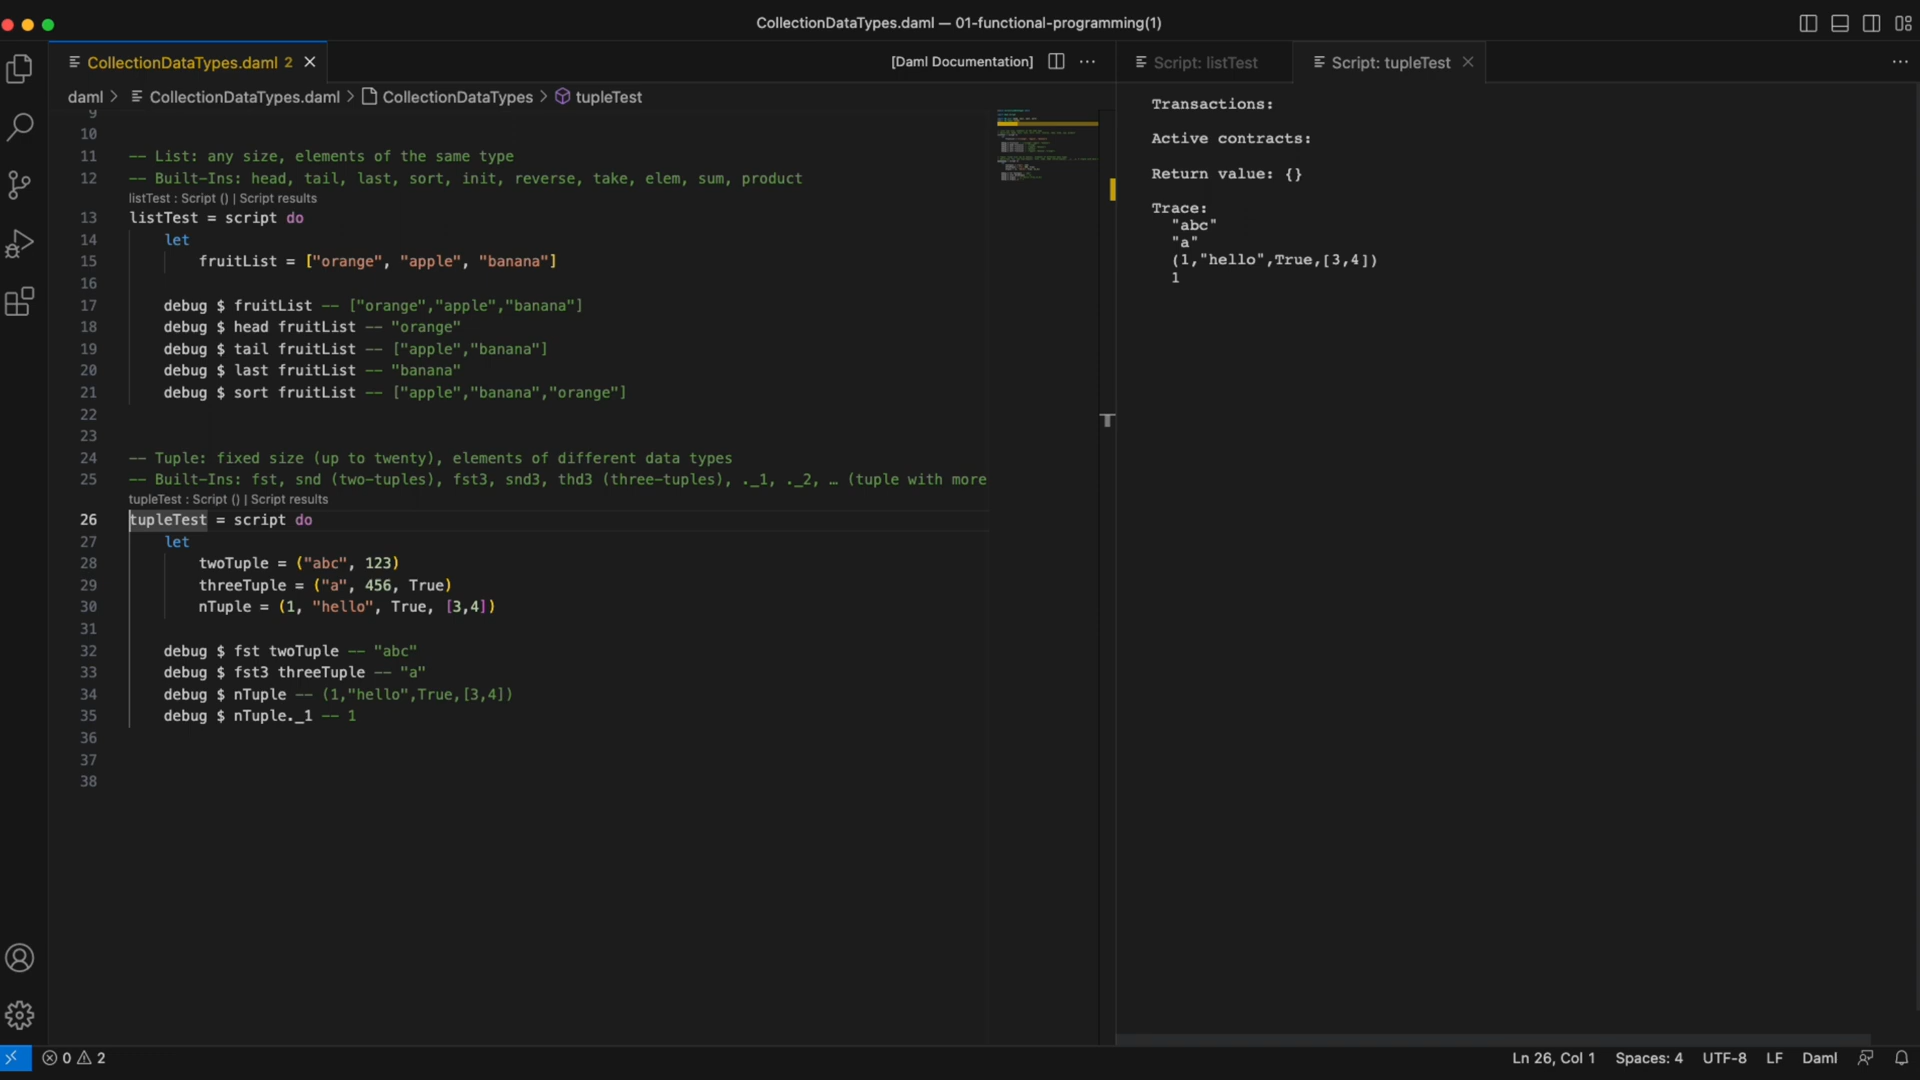 CollectionDataTypes.daml — 01-functional-programming(1)
CollectionDataTypes.daml 2
[Daml Documentation]
Script: listTest
Script: tupleTest
daml > CollectionDataTypes.daml > CollectionDataTypes > tupleTest
9
10
11 -- List: any size, elements of the same type
12 -- Built-Ins: head, tail, last, sort, init, reverse, take, elem, sum, product
listTest : Script () | Script results
13 listTest = script do
14 let
15 fruitList = ["orange", "apple", "banana"]
16
17 debug $ fruitList -- ["orange","apple","banana"]
18 debug $ head fruitList -- "orange"
19 debug $ tail fruitList -- ["apple","banana"]
20 debug $ last fruitList -- "banana"
21 debug $ sort fruitList -- ["apple","banana","orange"]
22
23
24 -- Tuple: fixed size (up to twenty), elements of different data types
25 -- Built-Ins: fst, snd (two-tuples), fst3, snd3, thd3 (three-tuples), ._1, ._2, … (tuple with more
tupleTest : Script () | Script results
26 tupleTest = script do
27 let
28 twoTuple = ("abc", 123)
29 threeTuple = ("a", 456, True)
30 nTuple = (1, "hello", True, [3,4])
31
32 debug $ fst twoTuple -- "abc"
33 debug $ fst3 threeTuple -- "a"
34 debug $ nTuple -- (1,"hello",True,[3,4])
35 debug $ nTuple._1 -- 1
36
37
38
Transactions:
Active contracts:
Return value: {}
Trace:
"abc"
"a"
(1,"hello",True,[3,4])
1
0 2
Ln 26, Col 1
Spaces: 4
UTF-8
LF
Daml